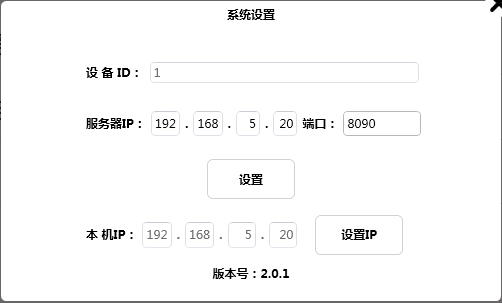 系统设置
设 备 ID： 1
服务器IP： 192 . 168 . 5 . 20 端口： 8090
设置
本 机IP： 192 . 168 . 5 . 20 设置IP
版本号：2.0.1